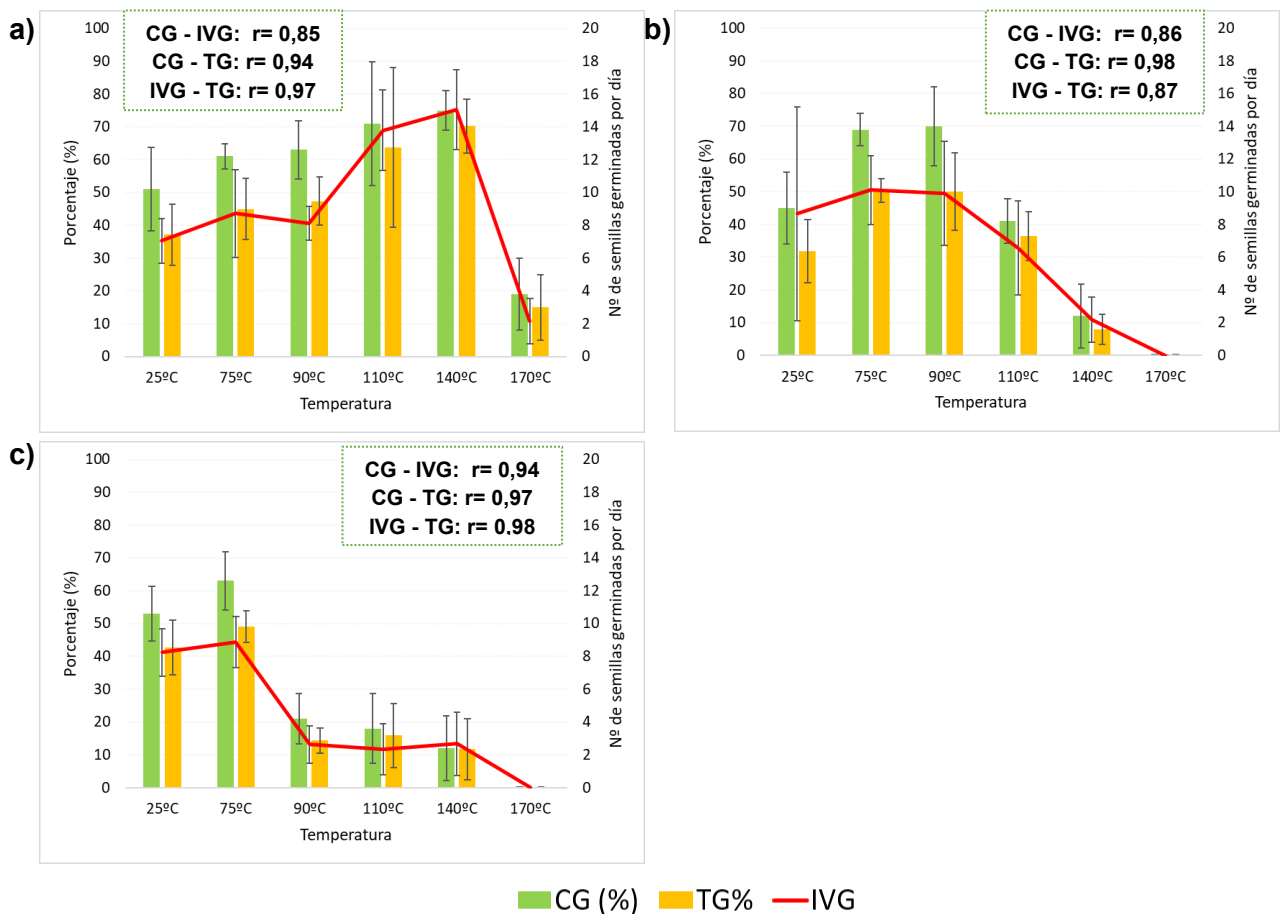 a)
CG - IVG: r= 0,85
CG - TG: r= 0,94
IVG - TG: r= 0,97
Porcentaje (%)
100
90
80
70
60
50
40
30
20
10
0
20
18
16
14
12
10
8
6
4
2
0
Nº de semillas germinadas por día
25ºC 75ºC 90ºC 110ºC 140ºC 170ºC
Temperatura
b)
CG - IVG: r= 0,86
CG - TG: r= 0,98
IVG - TG: r= 0,87
Porcentaje (%)
100
90
80
70
60
50
40
30
20
10
0
20
18
16
14
12
10
8
6
4
2
0
Nº de semillas germinadas por día
25ºC 75ºC 90ºC 110ºC 140ºC 170ºC
Temperatura
c)
CG - IVG: r= 0,94
CG - TG: r= 0,97
IVG - TG: r= 0,98
Porcentaje (%)
100
90
80
70
60
50
40
30
20
10
0
20
18
16
14
12
10
8
6
4
2
0
Nº de semillas germinadas por día
25ºC 75ºC 90ºC 110ºC 140ºC 170ºC
Temperatura
CG (%) TG% IVG